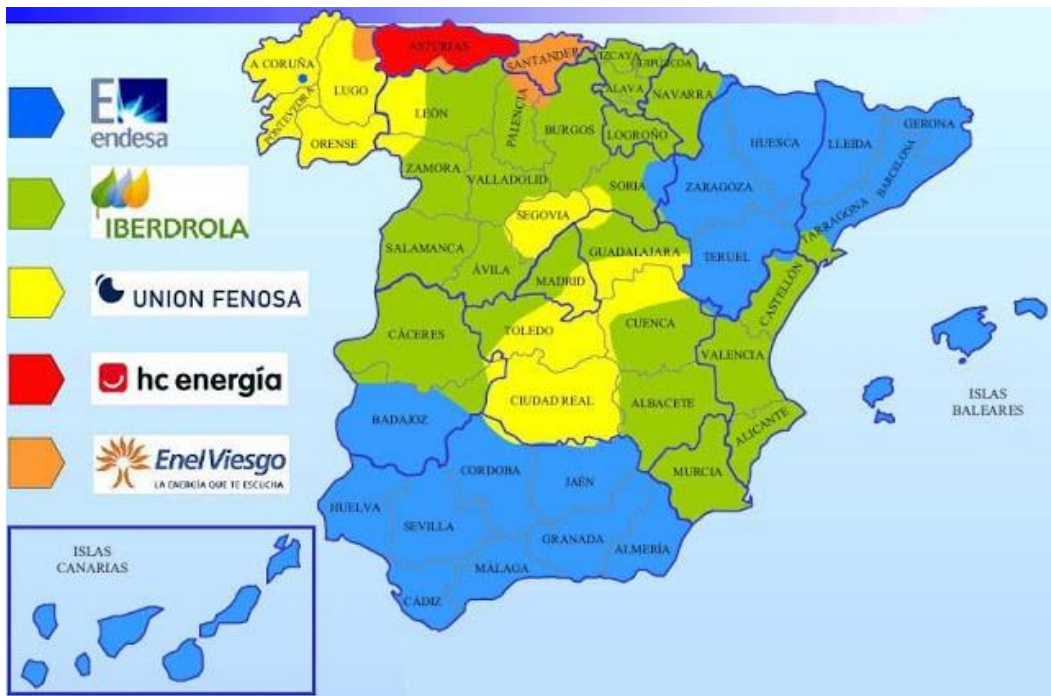 endesa
IBERDROLA
UNION FENOSA
hc energía
Enel Viesgo
LA ENERGÍA QUE TE ESCUCHA
A CORUÑA
LUGO
PONTEVEDRA
ORENSE
ASTURIAS
SANTANDER
VIZCAYA
GUIPUZCOA
ALAVA
NAVARRA
LEÓN
PALENCIA
BURGOS
LOGROÑO
HUESCA
LLEIDA
GERONA
BARCELONA
ZAMORA
VALLADOLID
SORIA
ZARAGOZA
TARRAGONA
SEGOVIA
SALAMANCA
ÁVILA
MADRID
GUADALAJARA
TERUEL
CASTELLÓN
CÁCERES
TOLEDO
CUENCA
VALENCIA
BADAJOZ
CIUDAD REAL
ALBACETE
ALICANTE
ISLAS
BALEARES
CORDOBA
JAÉN
MURCIA
HUELVA
SEVILLA
GRANADA
ALMERÍA
MALAGA
CÁDIZ
ISLAS
CANARIAS